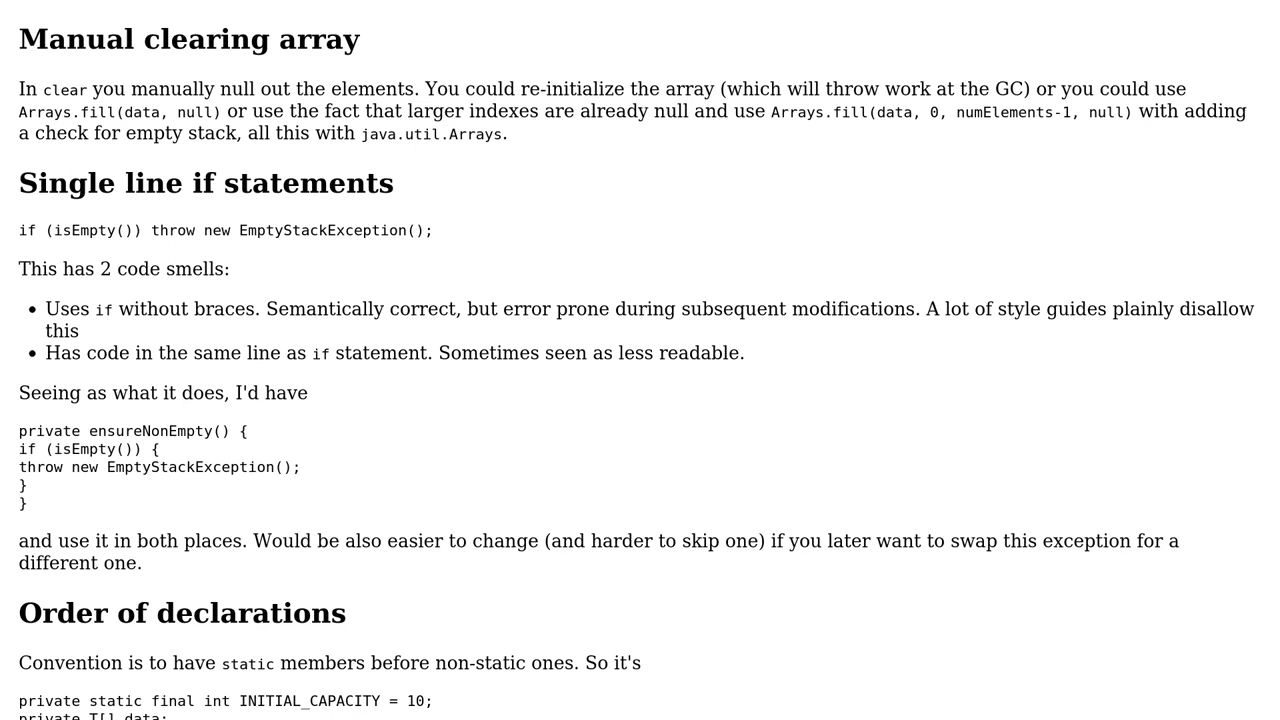 Manual clearing array
In clear you manually null out the elements. You could re-initialize the array (which will throw work at the GC) or you could use
Arrays.fill(data, null) or use the fact that larger indexes are already null and use Arrays.fill(data, 0, numElements-1, null) with adding
a check for empty stack, all this with java.util.Arrays.
Single line if statements
if (isEmpty()) throw new EmptyStackException();
This has 2 code smells:
• Uses if without braces. Semantically correct, but error prone during subsequent modifications. A lot of style guides plainly disallow
this
• Has code in the same line as if statement. Sometimes seen as less readable.
Seeing as what it does, I'd have
private ensureNonEmpty() {
if (isEmpty()) {
throw new EmptyStackException();
}
}
and use it in both places. Would be also easier to change (and harder to skip one) if you later want to swap this exception for a
different one.
Order of declarations
Convention is to have static members before non-static ones. So it's
private static final int INITIAL_CAPACITY = 10;
private T[] data;